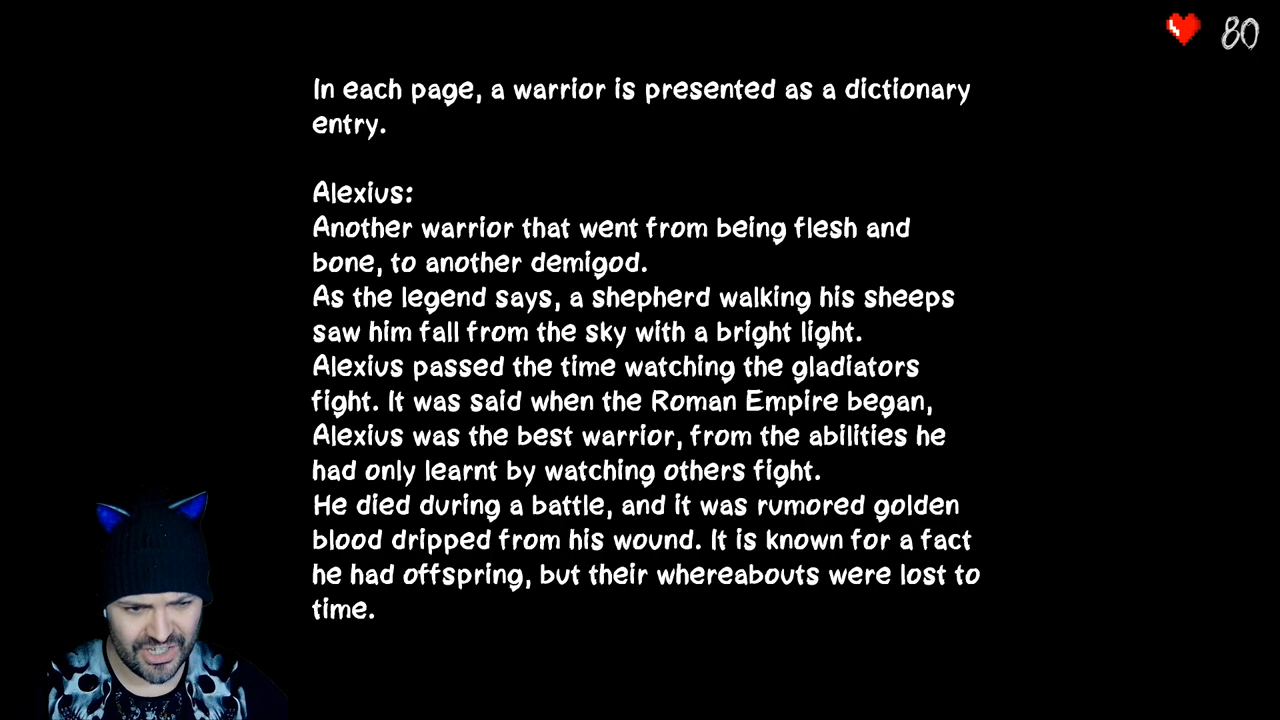 80
In each page, a warrior is presented as a dictionary
entry.
Alexius:
Another warrior that went from being flesh and
bone, to another demigod.
As the legend says, a shepherd walking his sheeps
saw him fall from the sky with a bright light.
Alexius passed the time watching the gladiators
fight. It was said when the Roman Empire began,
Alexius was the best warrior, from the abilities he
had only learnt by watching others fight.
He died during a battle, and it was rumored golden
blood dripped from his wound. It is known for a fact
he had offspring, but their whereabouts were lost to
time.